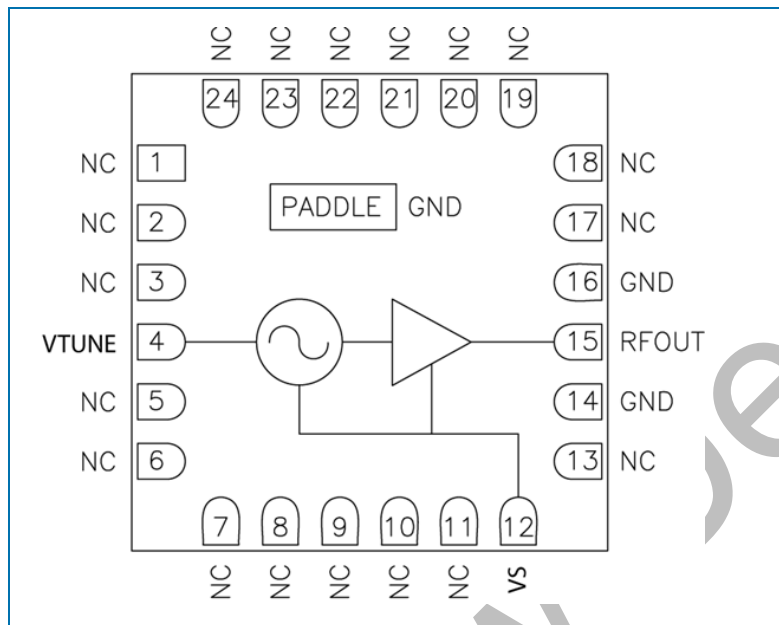 NC NC NC NC NC NC
24 23 22 21 20 19
NC 1 18 NC
PADDLE GND
NC 2 17 NC
NC 3 16 GND
VTUNE 4 15 RFOUT
NC 5 14 GND
NC 6 13 NC
7 8 9 10 11 12
NC NC NC NC NC VS